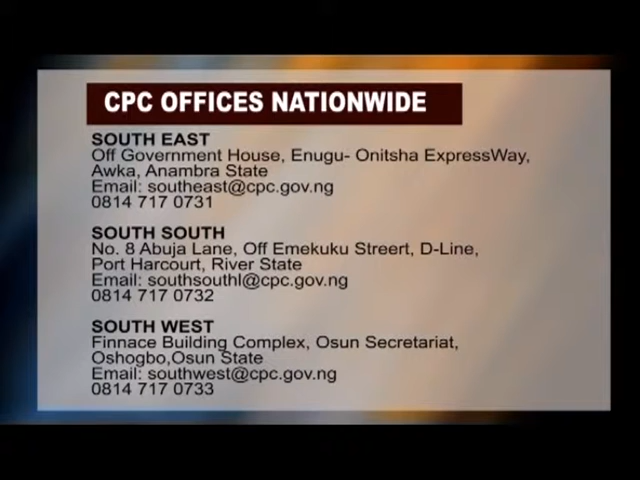 CPC OFFICES NATIONWIDE
SOUTH EAST
Off Government House, Enugu- Onitsha ExpressWay,
Awka, Anambra State
Email: southeast@cpc.gov.ng
0814 717 0731
SOUTH SOUTH
No. 8 Abuja Lane, Off Emekuku Streert, D-Line,
Port Harcourt, River State
Email: southsouthl@cpc.gov.ng
0814 717 0732
SOUTH WEST
Finnace Building Complex, Osun Secretariat,
Oshogbo,Osun State
Email: southwest@cpc.gov.ng
0814 717 0733